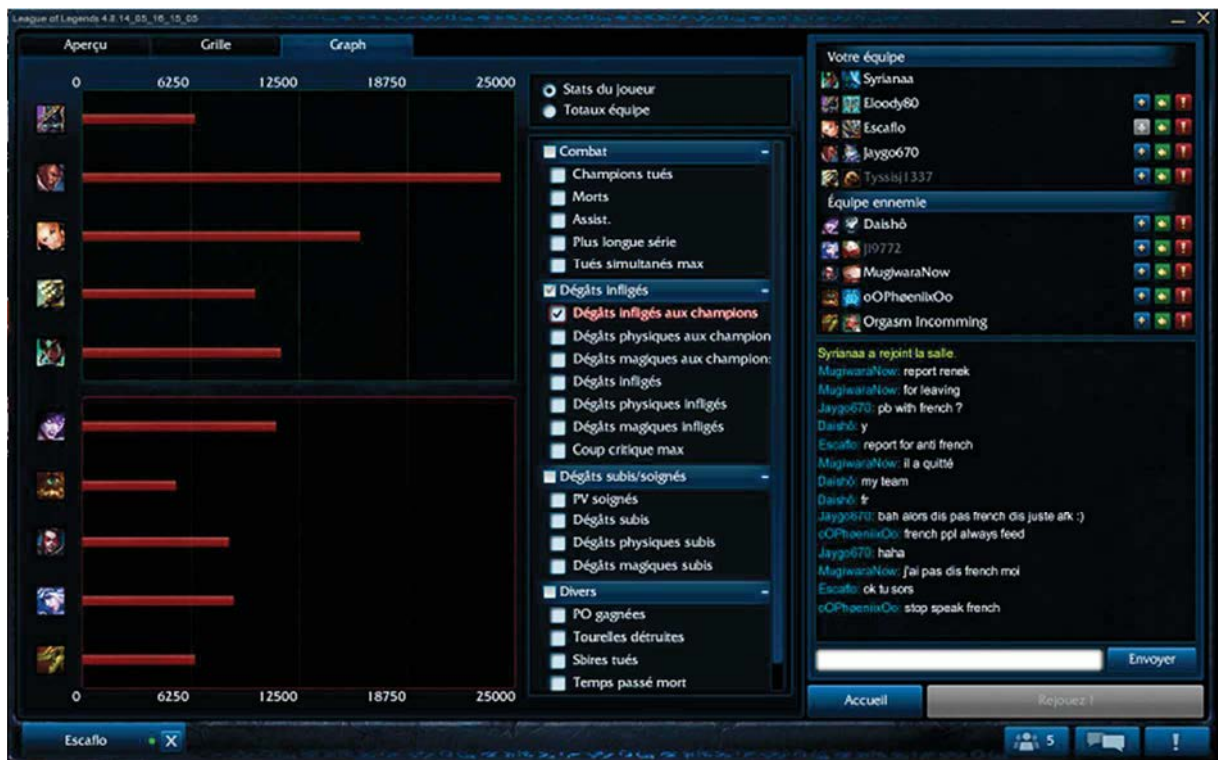 League of Legends 4.8.14_05_16_15_05
Aperçu
Grille
Graph
0 6250 12500 18750 25000
0 6250 12500 18750 25000
Stats du joueur
Totaux équipe
Combat
Champions tués
Morts
Assist.
Plus longue série
Tués simultanés max
Dégâts infligés
Dégâts infligés aux champions
Dégâts physiques aux champion
Dégâts magiques aux champions
Dégâts infligés
Dégâts physiques infligés
Dégâts magiques infligés
Coup critique max
Dégâts subis/soignés
PV soignés
Dégâts subis
Dégâts physiques subis
Dégâts magiques subis
Divers
PO gagnées
Tourelles détruites
Sbires tués
Temps passé mort
Votre équipe
Syrianaa
Eloody80
Escaflo
Jaygo670
Tyssisj1337
Équipe ennemie
Daishô
MugiwaraNow
oOPhøeniixOo
Orgasm Incomming
Syrianaa a rejoint la salle.
MugiwaraNow: report renek
MugiwaraNow: for leaving
Jaygo670: pb with french ?
Daishô: y
Escaflo: report for anti french
MugiwaraNow: il a quitté
Daishô: my team
Daishô: fr
Jaygo670: bah alors dis pas french dis juste afk :)
oOPhøeniixOo: french ppl always feed
Jaygo670: haha
MugiwaraNow: j'ai pas dis french moi
Escaflo: ok tu sors
oOPhøeniixOo: stop speak french
Envoyer
Accueil
Rejouez !
Escaflo
X
5